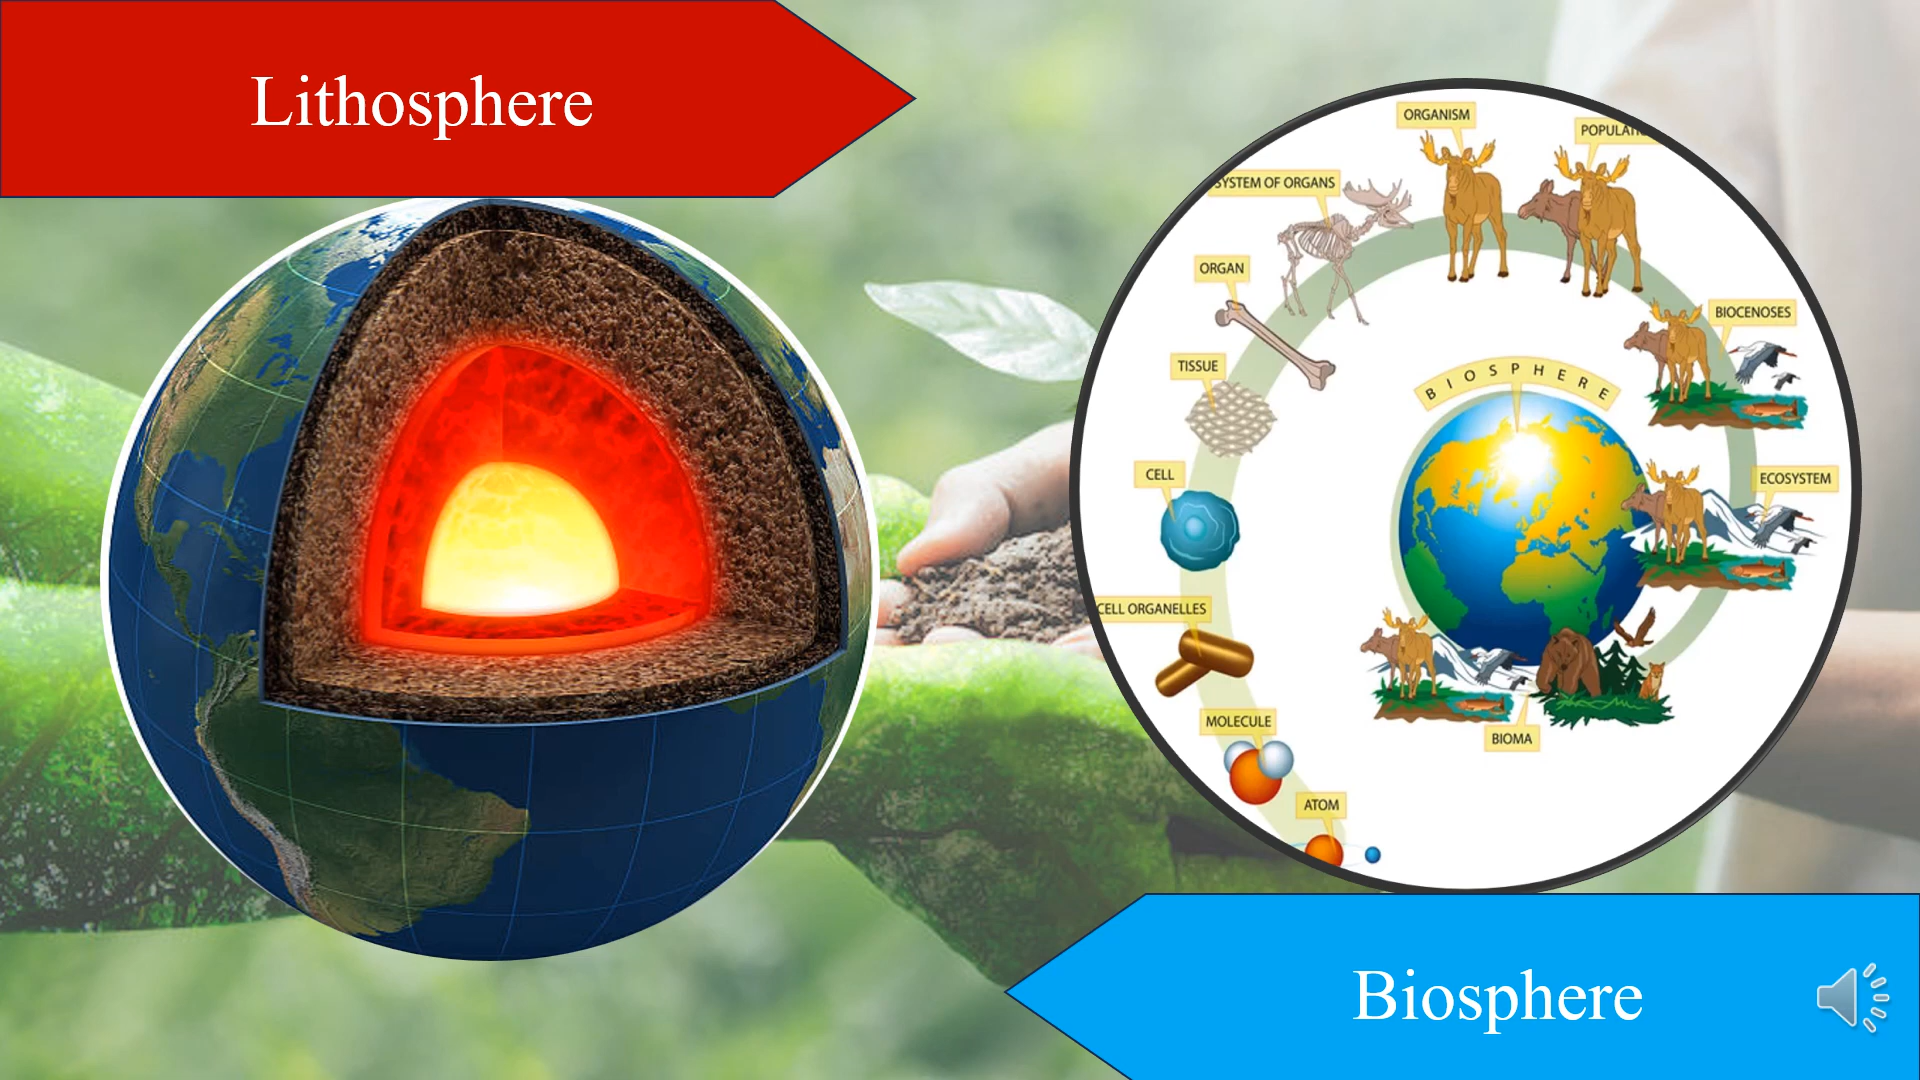 Lithosphere
ORGANISM
SYSTEM OF ORGANS
ORGAN
TISSUE
CELL
CELL ORGANELLES
MOLECULE
ATOM
BIOCENOSES
BIOSPHERE
ECOSYSTEM
BIOMA
Biosphere